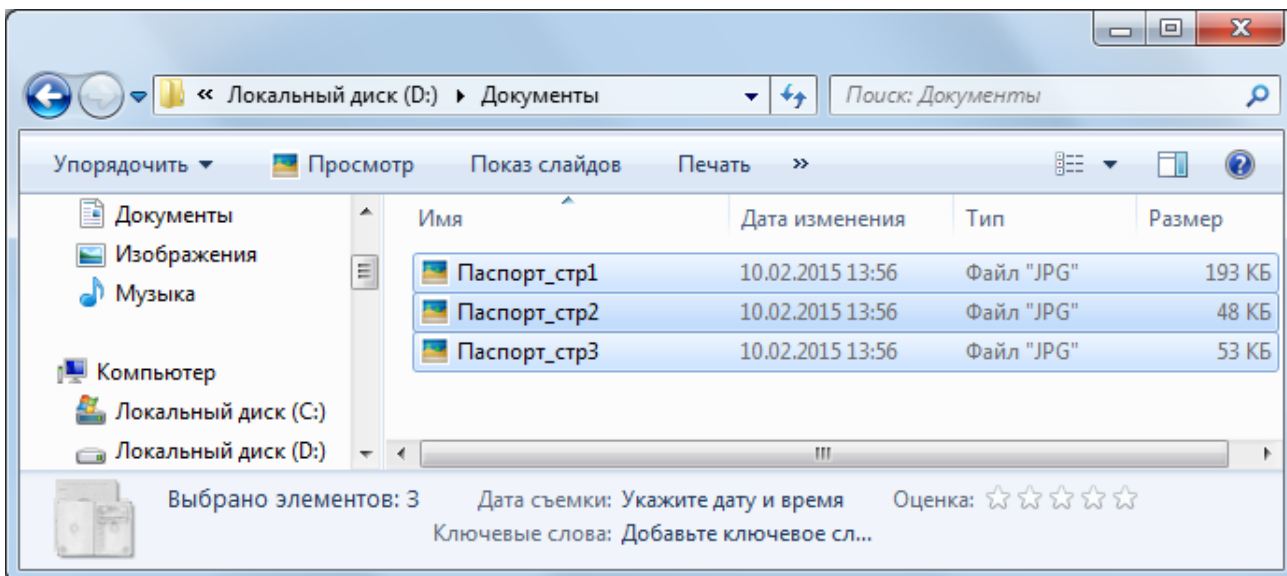 « Локальный диск (D:) Документы Поиск: Документы
Упорядочить Просмотр Показ слайдов Печать »
Имя Дата изменения Тип Размер
Документы
Изображения
Музыка
Компьютер
Локальный диск (C:)
Локальный диск (D:)
Паспорт_стр1 10.02.2015 13:56 Файл "JPG" 193 КБ
Паспорт_стр2 10.02.2015 13:56 Файл "JPG" 48 КБ
Паспорт_стр3 10.02.2015 13:56 Файл "JPG" 53 КБ
Выбрано элементов: 3 Дата съемки: Укажите дату и время Оценка:
Ключевые слова: Добавьте ключевое сл...